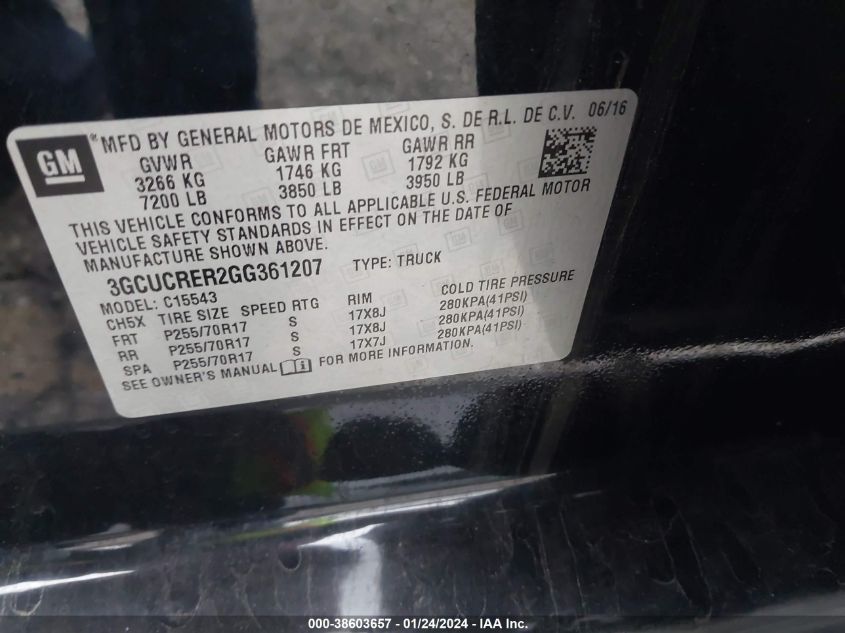 GM
MFD BY GENERAL MOTORS DE MEXICO, S. DE R.L. DE C.V. 06/16
GVWR GAWR FRT GAWR RR
3266 KG 1746 KG 1792 KG
7200 LB 3850 LB 3950 LB
THIS VEHICLE CONFORMS TO ALL APPLICABLE U.S. FEDERAL MOTOR
VEHICLE SAFETY STANDARDS IN EFFECT ON THE DATE OF
MANUFACTURE SHOWN ABOVE.
3GCUCRER2GG361207 TYPE: TRUCK
MODEL: C15543
CH5X TIRE SIZE SPEED RTG RIM COLD TIRE PRESSURE
FRT P255/70R17 S 17X8J 280KPA(41PSI)
RR P255/70R17 S 17X8J 280KPA(41PSI)
SPA P255/70R17 S 17X7J 280KPA(41PSI)
SEE OWNER'S MANUAL FOR MORE INFORMATION.
000-38603657 - 01/24/2024 - IAA Inc.